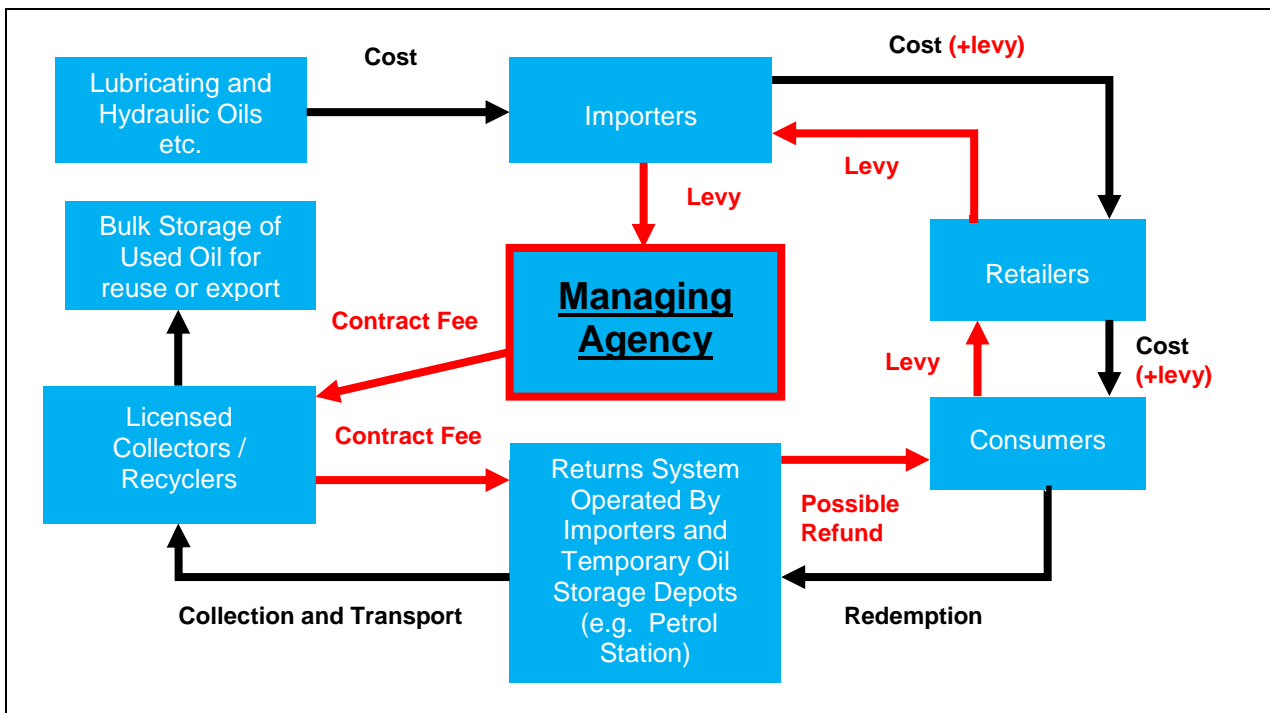 Cost
Cost (+levy)
Lubricating and
Hydraulic Oils
etc.
Importers
Levy
Levy
Bulk Storage of
Used Oil for
reuse or export
Retailers
Managing
Agency
Contract Fee
Levy
Cost
(+levy)
Licensed
Collectors /
Recyclers
Contract Fee
Consumers
Returns System
Operated By
Importers and
Temporary Oil
Storage Depots
(e.g. Petrol
Station)
Possible
Refund
Collection and Transport
Redemption